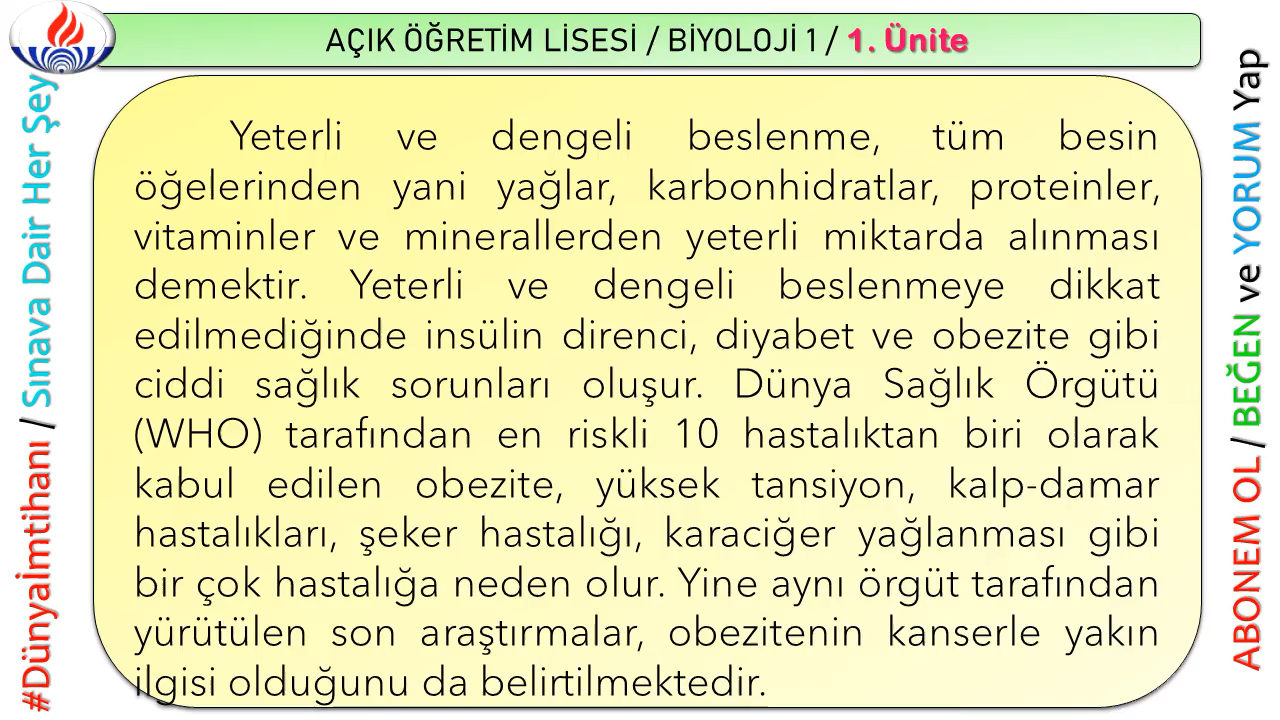 AÇIK ÖĞRETİM LİSESİ / BİYOLOJİ 1 / 1. Ünite
#Dünyaİmtihanı / Sınava Dair Her Şey
Yeterli ve dengeli beslenme, tüm besin
öğelerinden yani yağlar, karbonhidratlar, proteinler,
vitaminler ve minerallerden yeterli miktarda alınması
demektir. Yeterli ve dengeli beslenmeye dikkat
edilmediğinde insülin direnci, diyabet ve obezite gibi
ciddi sağlık sorunları oluşur. Dünya Sağlık Örgütü
(WHO) tarafından en riskli 10 hastalıktan biri olarak
kabul edilen obezite, yüksek tansiyon, kalp-damar
hastalıkları, şeker hastalığı, karaciğer yağlanması gibi
bir çok hastalığa neden olur. Yine aynı örgüt tarafından
yürütülen son araştırmalar, obezitenin kanserle yakın
ilgisi olduğunu da belirtilmektedir.
ABONEM OL / BEĞEN ve YORUM Yap